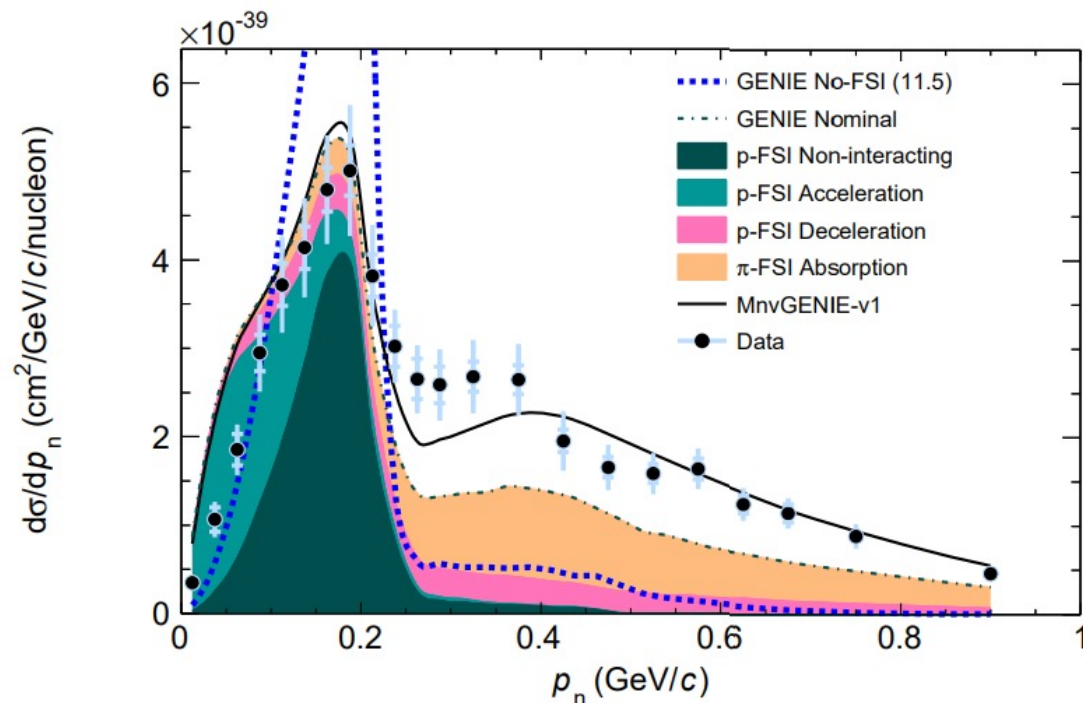 ×10⁻³⁹
6
4
2
0
dσ/dpₙ (cm²/GeV/c/nucleon)
GENIE No-FSI (11.5)
GENIE Nominal
p-FSI Non-interacting
p-FSI Acceleration
p-FSI Deceleration
π-FSI Absorption
MnvGENIE-v1
Data
0 0.2 0.4 0.6 0.8 1
pₙ (GeV/c)